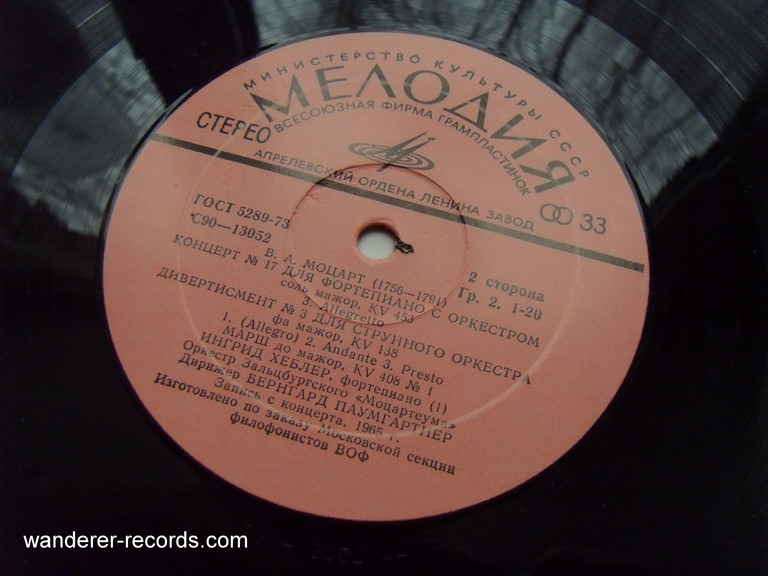 МИНИСТЕРСТВО КУЛЬТУРЫ СССР
МЕЛОДИЯ
ВСЕСОЮЗНАЯ ФИРМА ГРАМПЛАСТИНОК
СТЕРЕО
АПРЕЛЕВСКИЙ ОРДЕНА ЛЕНИНА ЗАВОД
33
ГОСТ 5289-73
С90—13052
2 сторона
Гр. 2. 1-20
В. А. МОЦАРТ (1756—1791)
КОНЦЕРТ № 17 ДЛЯ ФОРТЕПИАНО С ОРКЕСТРОМ
соль мажор, KV 453
3. Allegretto
ДИВЕРТИСМЕНТ № 3 ДЛЯ СТРУННОГО ОРКЕСТРА
фа мажор, KV 138
1. (Allegro) 2. Andante 3. Presto
МАРШ до мажор, KV 408 № 1
ИНГРИД ХЕБЛЕР, фортепиано (1)
Оркестр Зальцбургского «Моцартеума»
Дирижер БЕРНГАРД ПАУМГАРТНЕР
Запись с концерта. 1965 г.
Изготовлено по заказу Московской секции
филофонистов ВОФ
wanderer-records.com